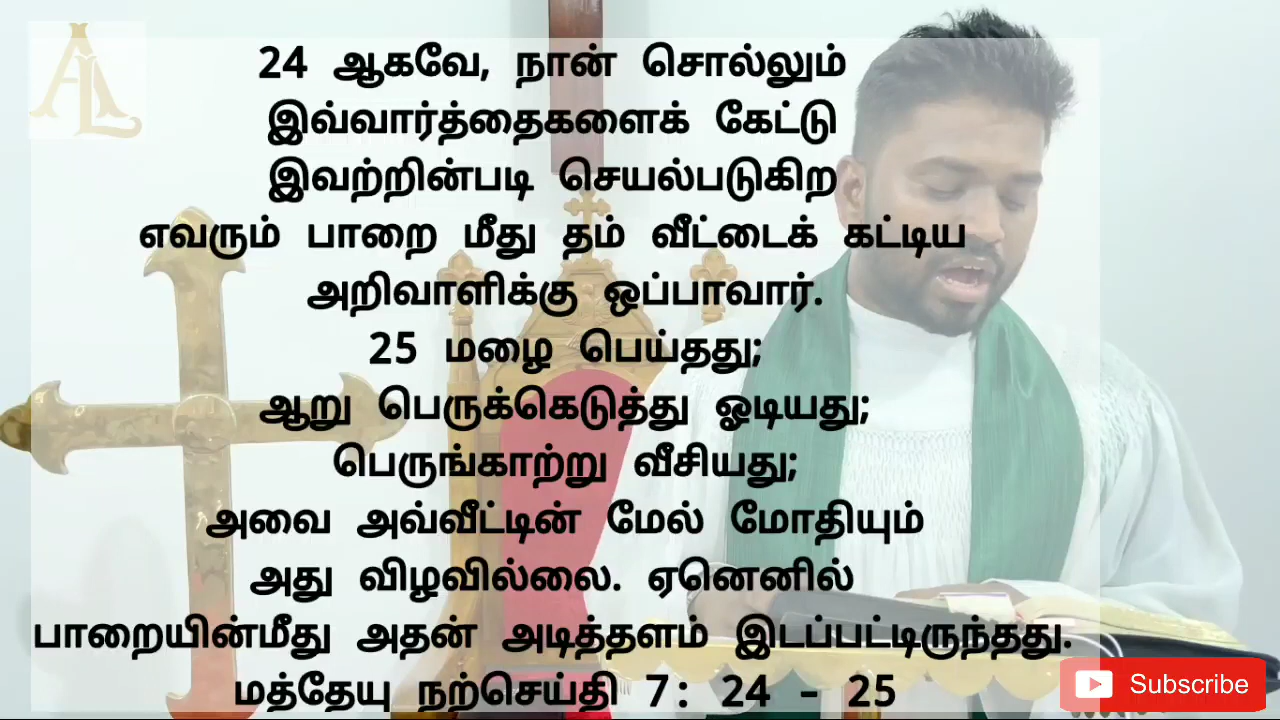 AL
24 ஆகவே, நான் சொல்லும்
இவ்வார்த்தைகளைக் கேட்டு
இவற்றின்படி செயல்படுகிற
எவரும் பாறை மீது தம் வீட்டைக் கட்டிய
அறிவாளிக்கு ஒப்பாவார்.
25 மழை பெய்தது;
ஆறு பெருக்கெடுத்து ஓடியது;
பெருங்காற்று வீசியது;
அவை அவ்வீட்டின் மேல் மோதியும்
அது விழவில்லை. ஏனெனில்
பாறையின்மீது அதன் அடித்தளம் இடப்பட்டிருந்தது.
மத்தேயு நற்செய்தி 7: 24 - 25
Subscribe